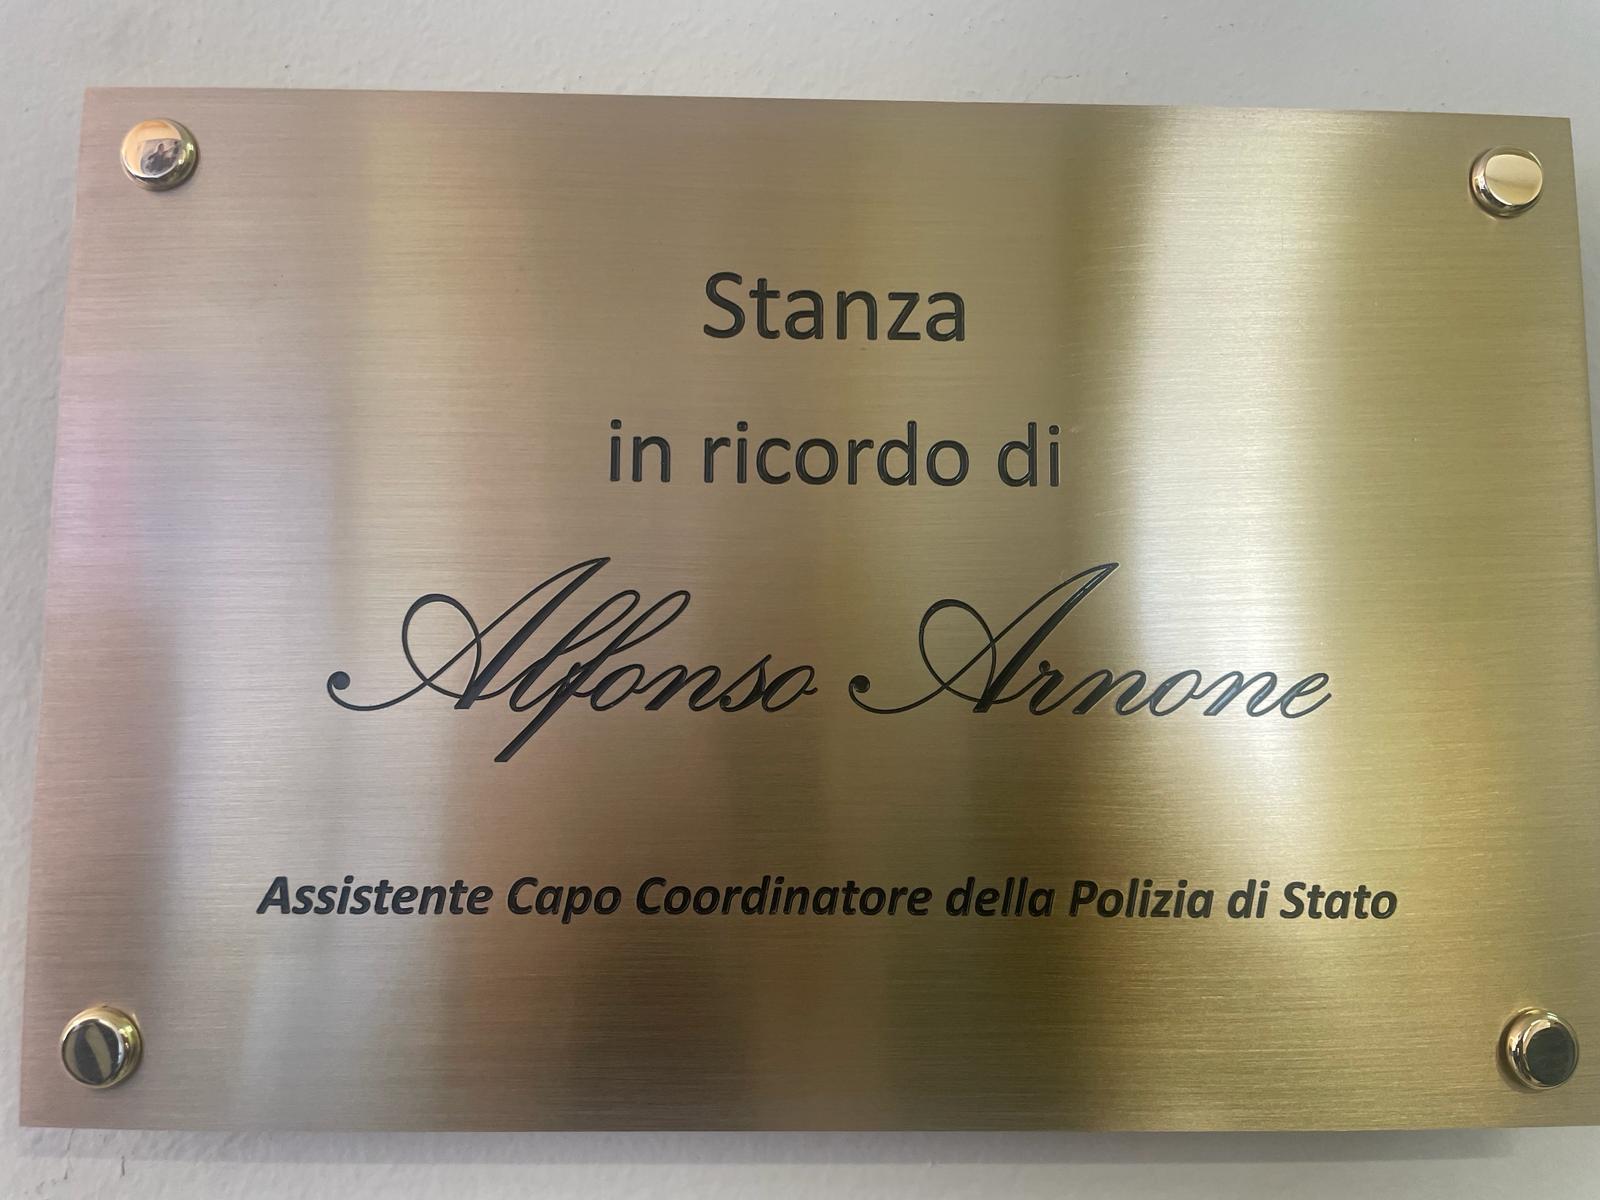 Stanza
in ricordo di
Alfonso Arnone
Assistente Capo Coordinatore della Polizia di Stato